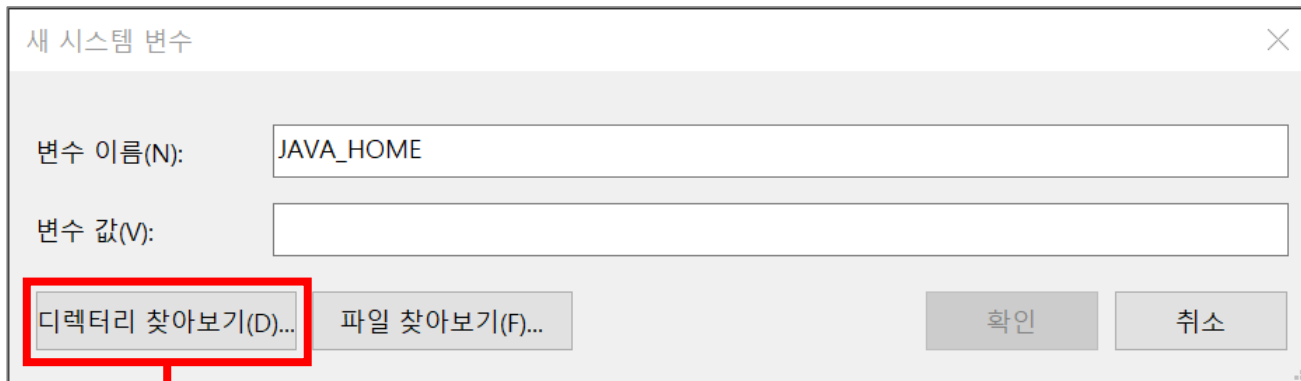 새 시스템 변수
변수 이름(N): JAVA_HOME
변수 값(V):
디렉터리 찾아보기(D)... 파일 찾아보기(F)... 확인 취소